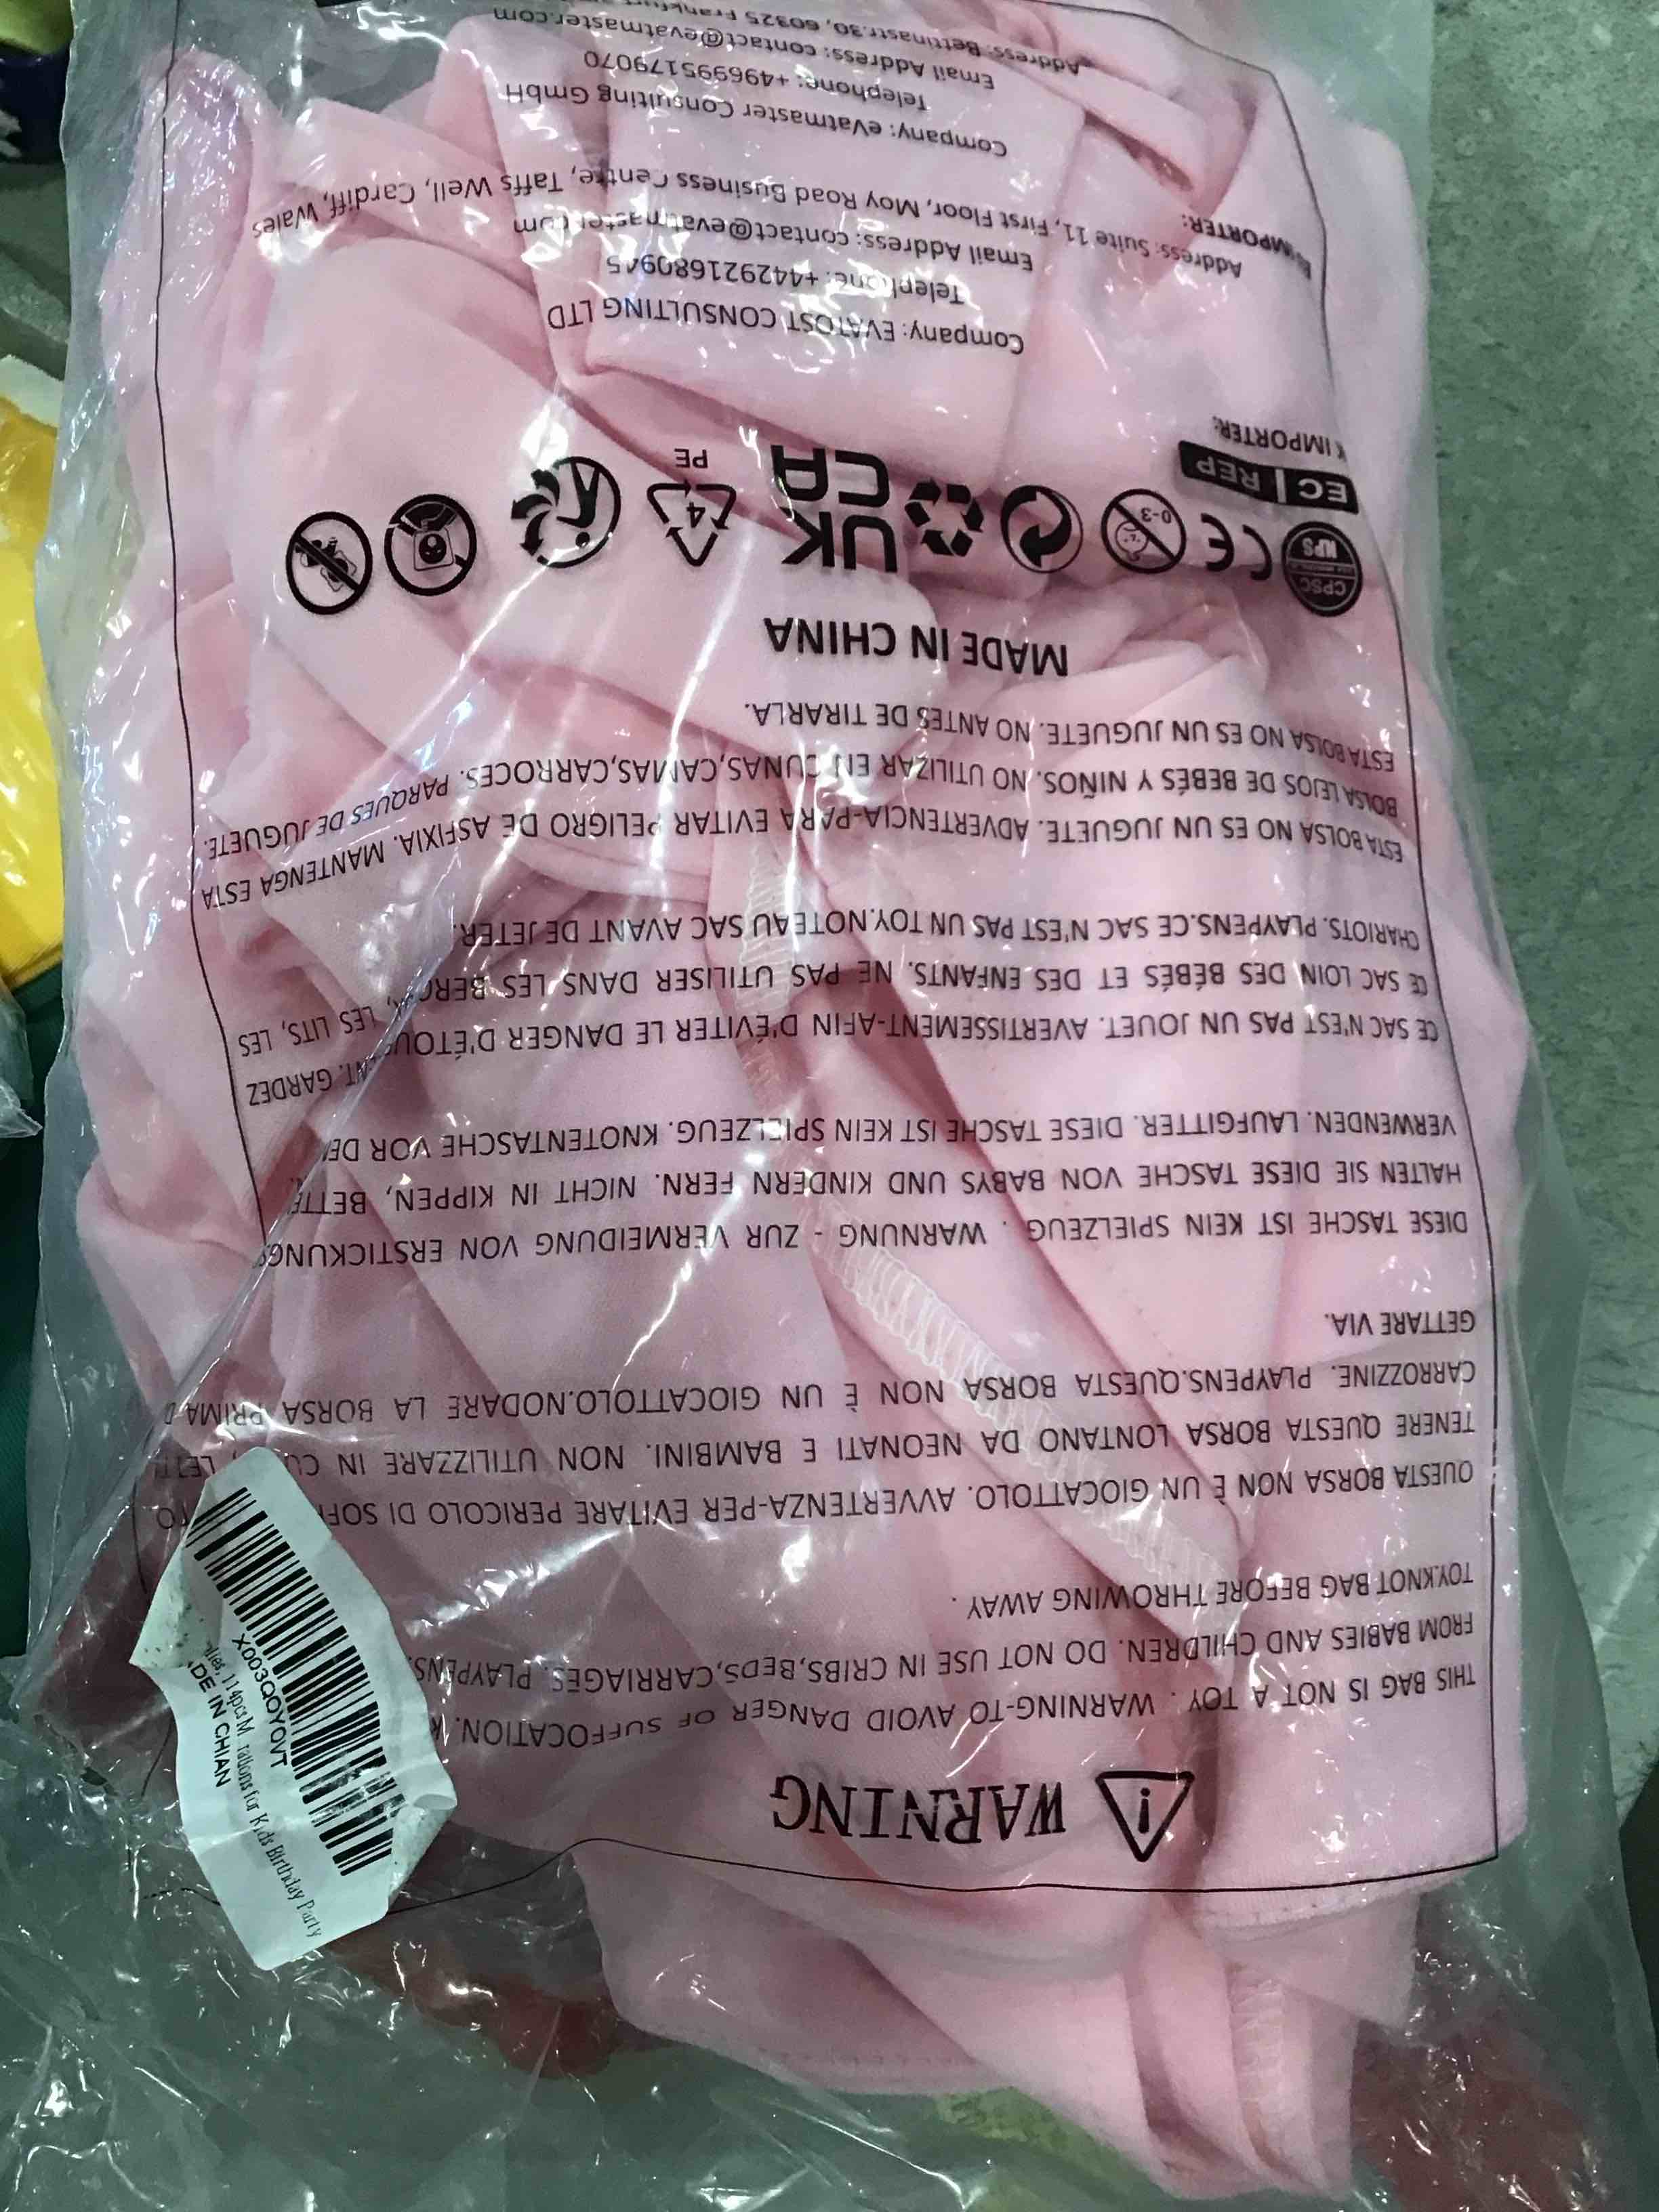 WARNING
THIS BAG IS NOT A TOY . WARNING-TO AVOID DANGER OF SUFFOCATION.
FROM BABIES AND CHILDREN. DO NOT USE IN CRIBS,BEDS,CARRIAGES. PLAYPENS.
TOY.KNOT BAG BEFORE THROWING AWAY .
QUESTA BORSA NON È UN GIOCATTOLO. AVVERTENZA-PER EVITARE PERICOLO DI
TENERE QUESTA BORSA LONTANO DA NEONATI E BAMBINI. NON UTILIZZARE IN
CARROZZINE. PLAYPENS.QUESTA BORSA NON È UN GIOCATTOLO.NODARE LA BORSA PRIMA
GETTARE VIA.
DIESE TASCHE IST KEIN SPIELZEUG . WARNUNG - ZUR VERMEIDUNG VON
HALTEN SIE DIESE TASCHE VON BABYS UND KINDERN FERN. NICHT IN KIPPEN,
VERWENDEN. LAUFGITTER. DIESE TASCHE IST KEIN SPIELZEUG. KNOTENTASCHE VOR
CE SAC N'EST PAS UN JOUET. AVERTISSEMENT-AFIN D'ÉVITER LE DANGER GARDEZ
CE SAC LOIN DES BÉBÉS ET DES ENFANTS. NE PAS UTILISER DANS LES LES LITS, LES
CHARIOTS. PLAYPENS.CE SAC N'EST PAS UN TOY.NOTEAU SAC AVANT DE JETER.
ESTA BOLSA NO ES UN JUGUETE. ADVERTENCIA-PARA EVITAR PELIGRO DE ASFIXIA. MANTENGA ESTA
BOLSA LEJOS DE BEBÉS Y NIÑOS. NO UTILIZAR EN CUNAS,CAMAS,CARROCES. PARQUES DE JUGUETE.
ESTA BOLSA NO ES UN JUGUETE. NO ANTES DE TIRARLA.
MADE IN CHINA
CPSC
MPS
CE
0-3
UK
CA
4
PE
EC REP
IMPORTER:
Company: EVATOST CONSULTING LTD
Telephone: +442921680945
Email Address: contact@evatmaster.com
Address: Suite 11, First Floor, Moy Road Business Centre, Taffs Well, Cardiff, Wales
IMPORTER:
Company: eVatmaster Consulting GmbH
Telephone: +4969951790​70
Email Address: contact@evatmaster.com
Address: Bettinastr.30, 60325 Frankfurt
X003QOYOVT
114pcs for Kids Birthday Party
IN CHIAN